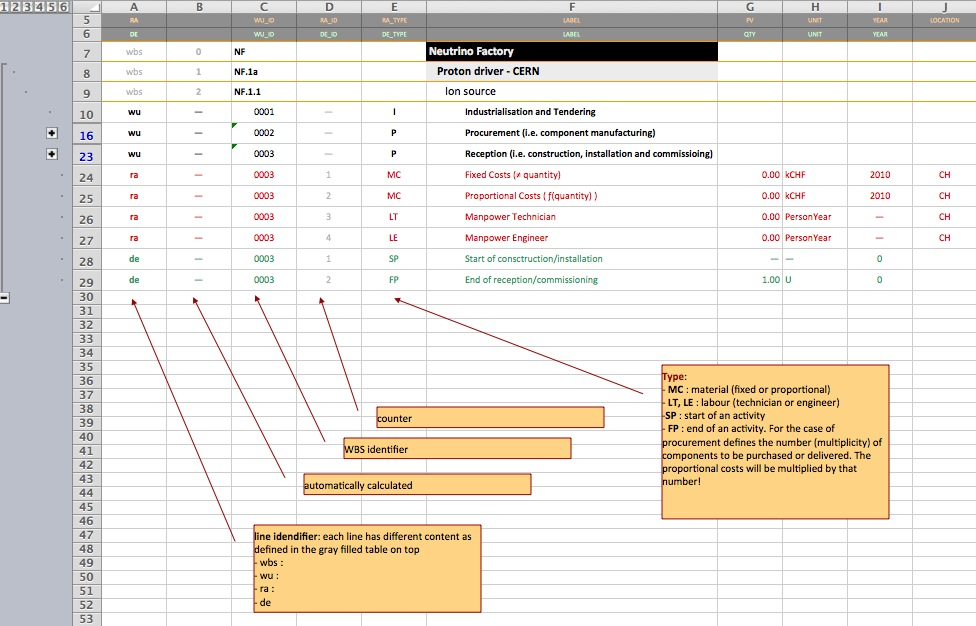 1 2 3 4 5 6 A B C D E F G H I J
5 RA WU_ID RA_ID RA_TYPE LABEL PV UNIT YEAR LOCATION
6 DE WU_ID DE_ID DE_TYPE LABEL QTY UNIT YEAR
7 wbs 0 NF Neutrino Factory
8 wbs 1 NF.1a Proton driver - CERN
9 wbs 2 NF.1.1 Ion source
10 wu — 0001 — I Industrialisation and Tendering
16 wu — 0002 — P Procurement (i.e. component manufacturing)
23 wu — 0003 — P Reception (i.e. construction, installation and commissioing)
24 ra — 0003 1 MC Fixed Costs (≠ quantity) 0.00 kCHF 2010 CH
25 ra — 0003 2 MC Proportional Costs ( ƒ(quantity) ) 0.00 kCHF 2010 CH
26 ra — 0003 3 LT Manpower Technician 0.00 PersonYear — CH
27 ra — 0003 4 LE Manpower Engineer 0.00 PersonYear — CH
28 de — 0003 1 SP Start of consctruction/installation — — 0
29 de — 0003 2 FP End of reception/commissioning 1.00 U 0
30
31
32
33
34
35
36
37
38
39
40
41
42
43
44
45
46
47
48
49
50
51
52
53
Type:
- MC : material (fixed or proportional)
- LT, LE : labour (technician or engineer)
-SP : start of an activity
- FP : end of an activity. For the case of
procurement defines the number (multiplicity) of
components to be purchased or delivered. The
proportional costs will be multiplied by that
number!
counter
WBS identifier
automatically calculated
line idendifier: each line has different content as
defined in the gray filled table on top
- wbs :
- wu :
- ra :
- de